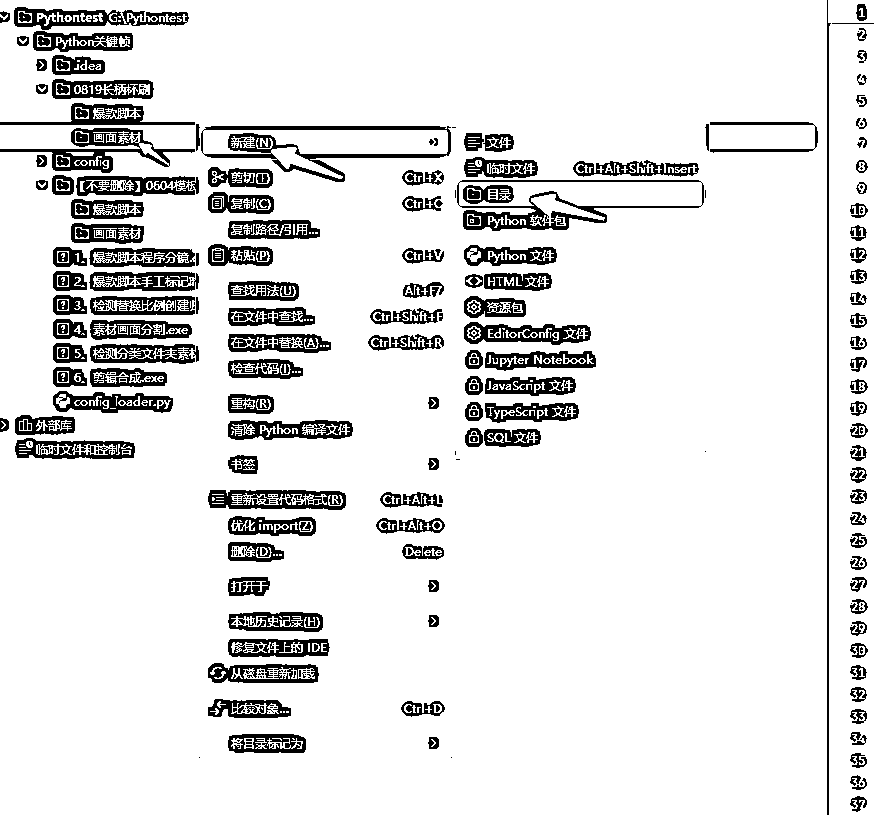 Pythontest G:\Pythontest
Python关键帧
.idea
0819长柄杯刷
爆款脚本
画面素材
config
【不要删除】0604模板
爆款脚本
画面素材
1、爆款脚本程序分镜.
2、爆款脚本手工标记
3、检测替换比例创建
4、素材画面分割.exe
5、检测分类文件夹素材
6、剪辑合成.exe
config_loader.py
外部库
临时文件和控制台
新建(N)
剪切(T) Ctrl+X
复制(C) Ctrl+C
复制路径/引用...
粘贴(P) Ctrl+V
查找用法(U) Alt+F7
在文件中查找... Ctrl+Shift+F
在文件中替换(A)... Ctrl+Shift+R
检查代码(I)...
重构(R)
清除 Python 编译文件
书签
重新设置代码格式(R) Ctrl+Alt+L
优化 import(Z) Ctrl+Alt+O
删除(D)... Delete
打开于
本地历史记录(H)
修复文件上的 IDE
从磁盘重新加载
比较对象... Ctrl+D
将目录标记为
文件
临时文件 Ctrl+Alt+Shift+Insert
目录
Python 软件包
Python 文件
HTML 文件
资源包
EditorConfig 文件
Jupyter Notebook
JavaScript 文件
TypeScript 文件
SQL 文件
1
2
3
4
5
6
7
8
9
10
11
12
13
14
15
16
17
18
19
20
21
22
23
24
25
26
27
28
29
30
31
32
33
34
35
36
37